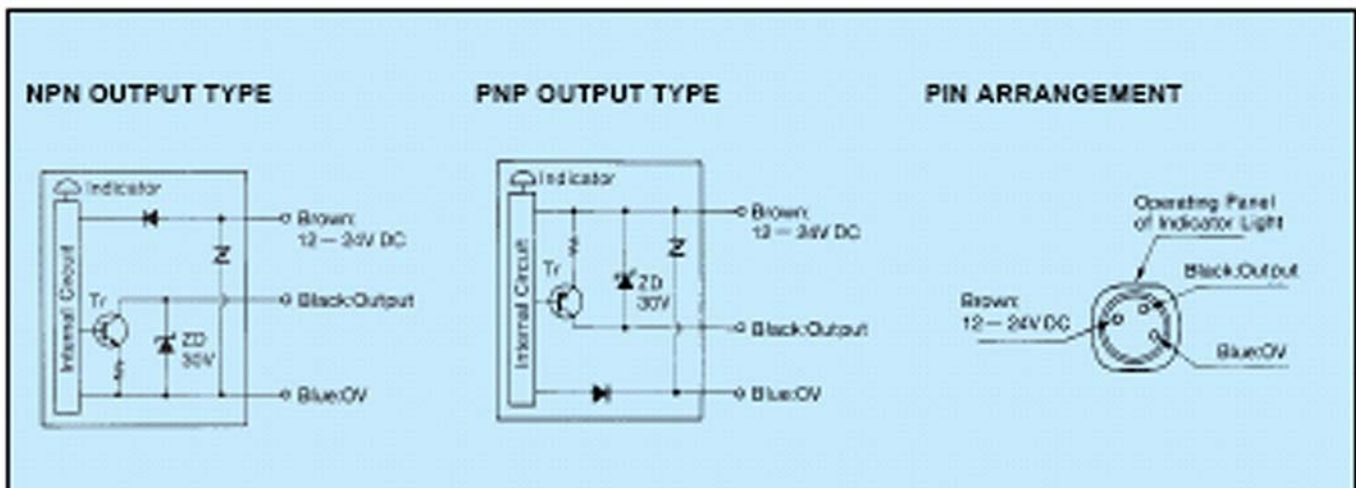 NPN OUTPUT TYPE
Indicator
Internal Circuit
Tr
ZD
30V
Brown:
12 – 24V DC
Black:Output
Blue:0V
PNP OUTPUT TYPE
Indicator
Internal Circuit
Tr
ZD
30V
Brown:
12 – 24V DC
Black:Output
Blue:0V
PIN ARRANGEMENT
Operating Panel
of Indicator Light
Black:Output
Brown:
12 – 24V DC
Blue:0V